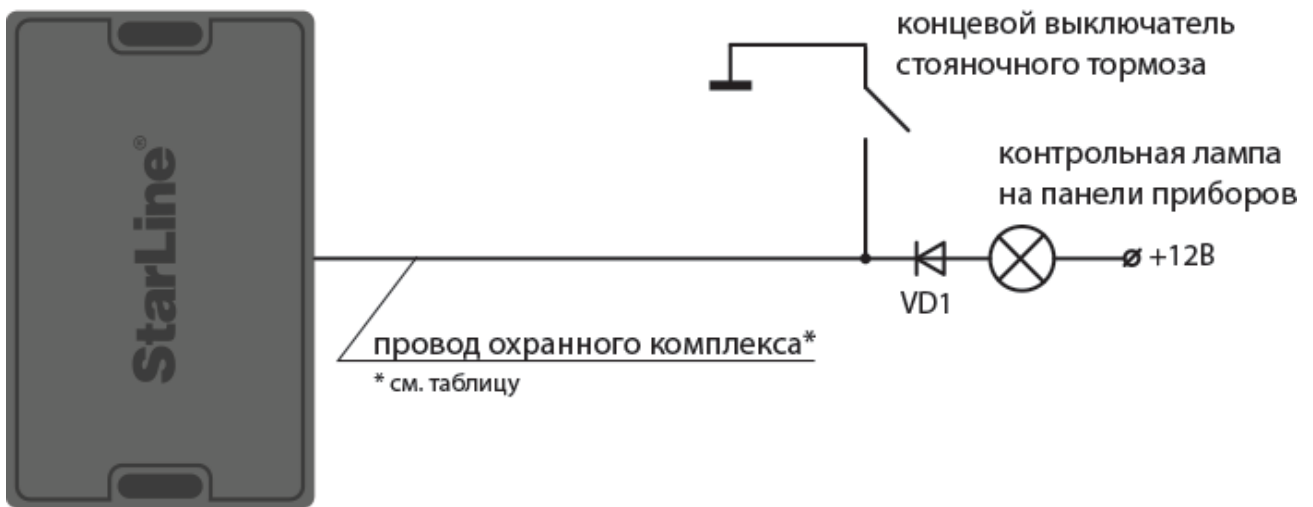 StarLine®
концевой выключатель
стояночного тормоза
контрольная лампа
на панели приборов
+12В
VD1
провод охранного комплекса*
* см. таблицу